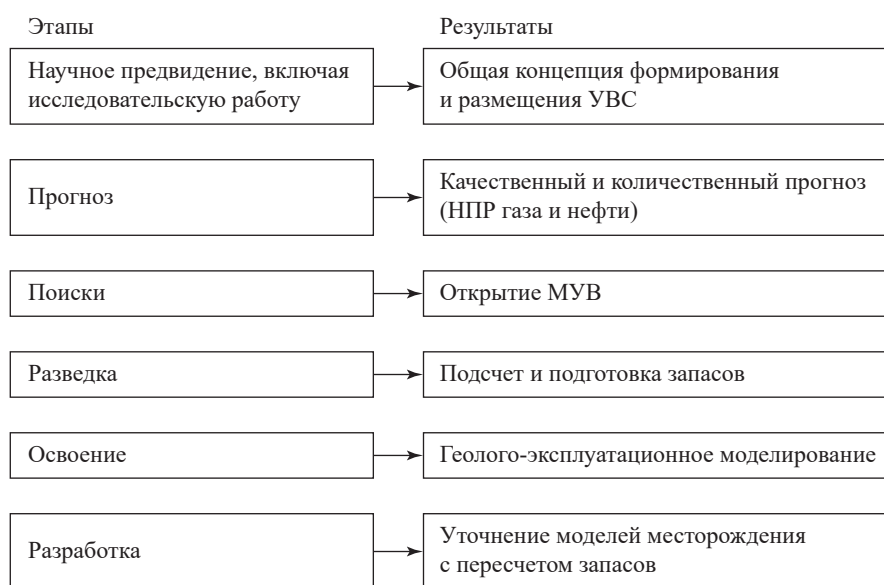 Этапы
Результаты
Научное предвидение, включая
исследовательскую работу
Общая концепция формирования
и размещения УВС
Прогноз
Качественный и количественный прогноз
(НПР газа и нефти)
Поиски
Открытие МУВ
Разведка
Подсчет и подготовка запасов
Освоение
Геолого-эксплуатационное моделирование
Разработка
Уточнение моделей месторождения
с пересчетом запасов